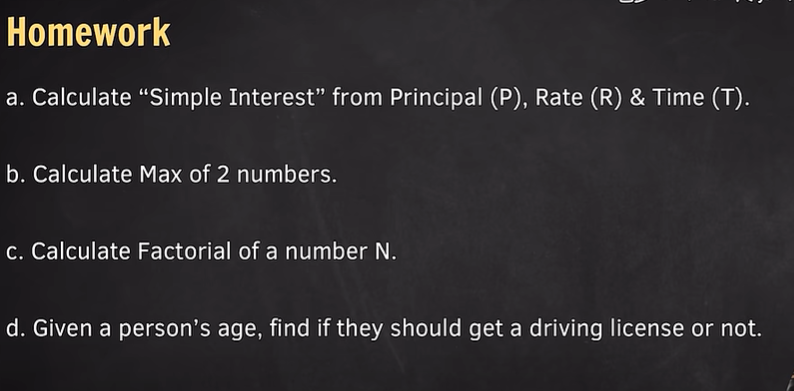 Homework
a. Calculate “Simple Interest” from Principal (P), Rate (R) & Time (T).
b. Calculate Max of 2 numbers.
c. Calculate Factorial of a number N.
d. Given a person’s age, find if they should get a driving license or not.